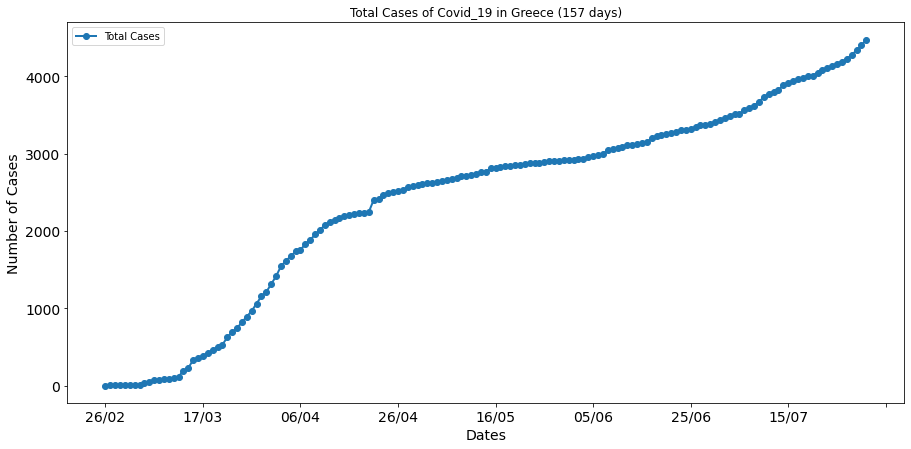 Total Cases of Covid_19 in Greece (157 days)
Total Cases
4000
3000
2000
1000
0
Number of Cases
26/02 17/03 06/04 26/04 16/05 05/06 25/06 15/07
Dates